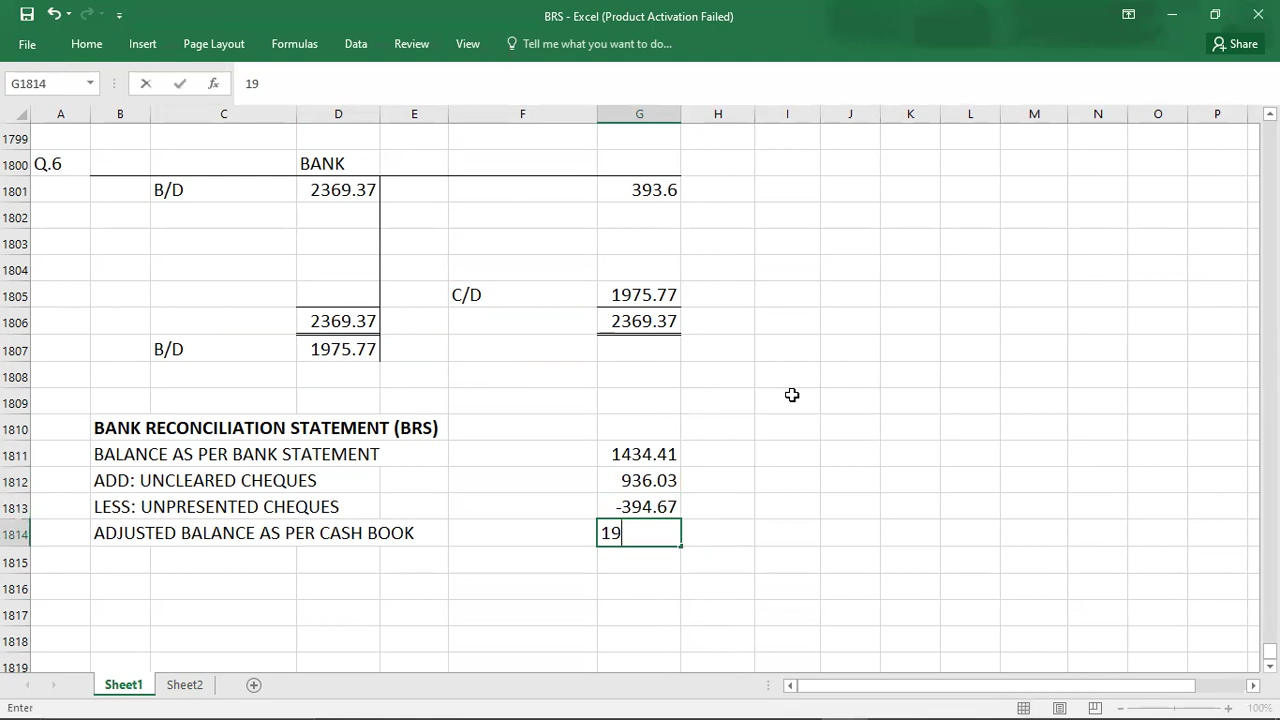 BRS - Excel (Product Activation Failed)
File Home Insert Page Layout Formulas Data Review View Tell me what you want to do... Share
G1814 fx 19
A B C D E F G H I J K L M N O P
1799
1800 Q.6 BANK
1801 B/D 2369.37 393.6
1802
1803
1804
1805 C/D 1975.77
1806 2369.37 2369.37
1807 B/D 1975.77
1808
1809
1810 BANK RECONCILIATION STATEMENT (BRS)
1811 BALANCE AS PER BANK STATEMENT 1434.41
1812 ADD: UNCLEARED CHEQUES 936.03
1813 LESS: UNPRESENTED CHEQUES -394.67
1814 ADJUSTED BALANCE AS PER CASH BOOK 19
1815
1816
1817
1818
1819
Sheet1 Sheet2
Enter 100%